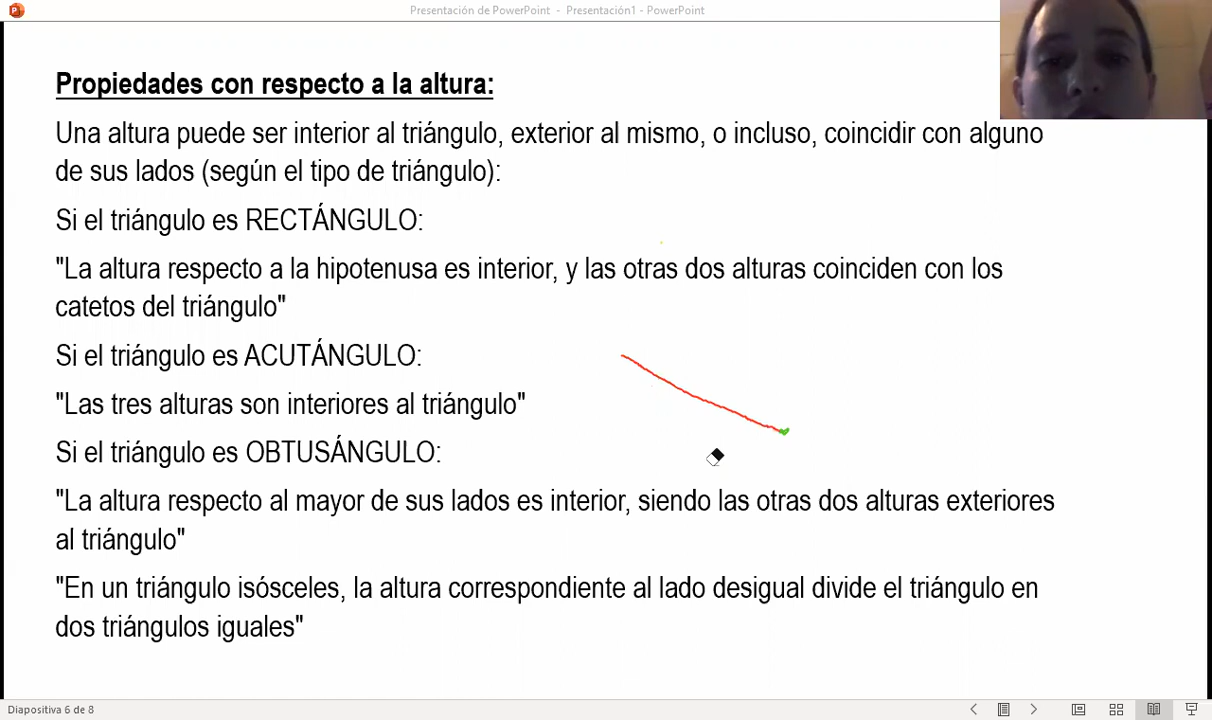 Presentación de PowerPoint - Presentación1 - PowerPoint
Propiedades con respecto a la altura:
Una altura puede ser interior al triángulo, exterior al mismo, o incluso, coincidir con alguno
de sus lados (según el tipo de triángulo):
Si el triángulo es RECTÁNGULO:
"La altura respecto a la hipotenusa es interior, y las otras dos alturas coinciden con los
catetos del triángulo"
Si el triángulo es ACUTÁNGULO:
"Las tres alturas son interiores al triángulo"
Si el triángulo es OBTUSÁNGULO:
"La altura respecto al mayor de sus lados es interior, siendo las otras dos alturas exteriores
al triángulo"
"En un triángulo isósceles, la altura correspondiente al lado desigual divide el triángulo en
dos triángulos iguales"
Diapositiva 6 de 8